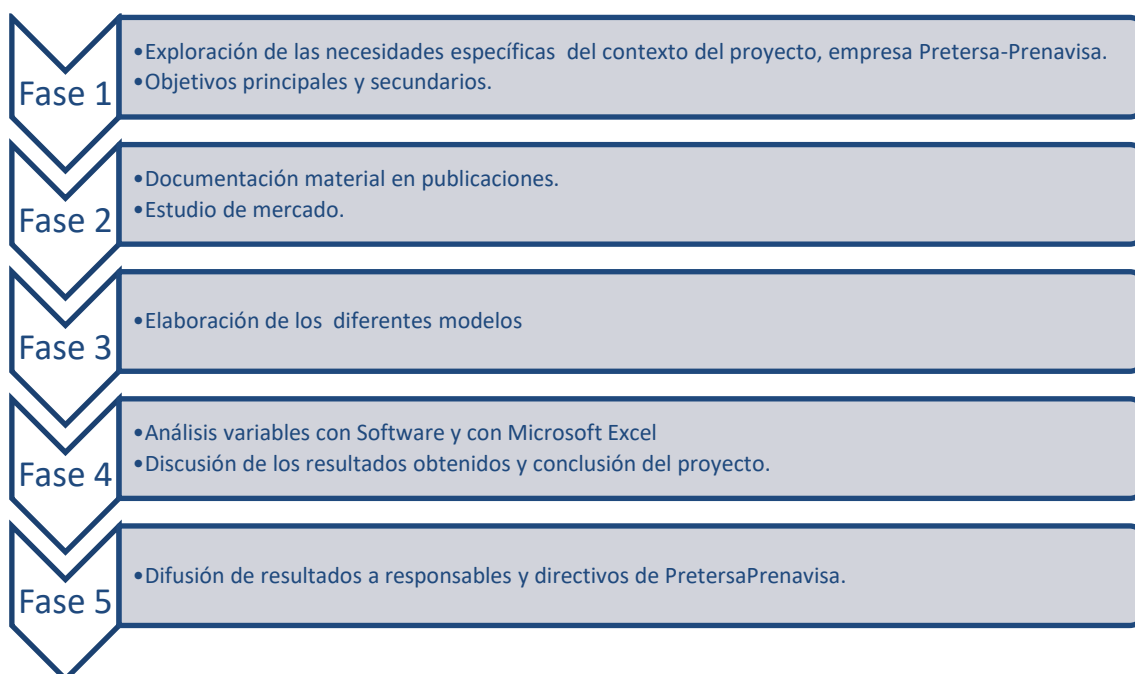 Fase 1
•Exploración de las necesidades específicas  del contexto del proyecto, empresa Pretersa-Prenavisa.
•Objetivos principales y secundarios.
Fase 2
•Documentación material en publicaciones.
•Estudio de mercado.
Fase 3
•Elaboración de los  diferentes modelos
Fase 4
•Análisis variables con Software y con Microsoft Excel
•Discusión de los resultados obtenidos y conclusión del proyecto.
Fase 5
•Difusión de resultados a responsables y directivos de PretersaPrenavisa.